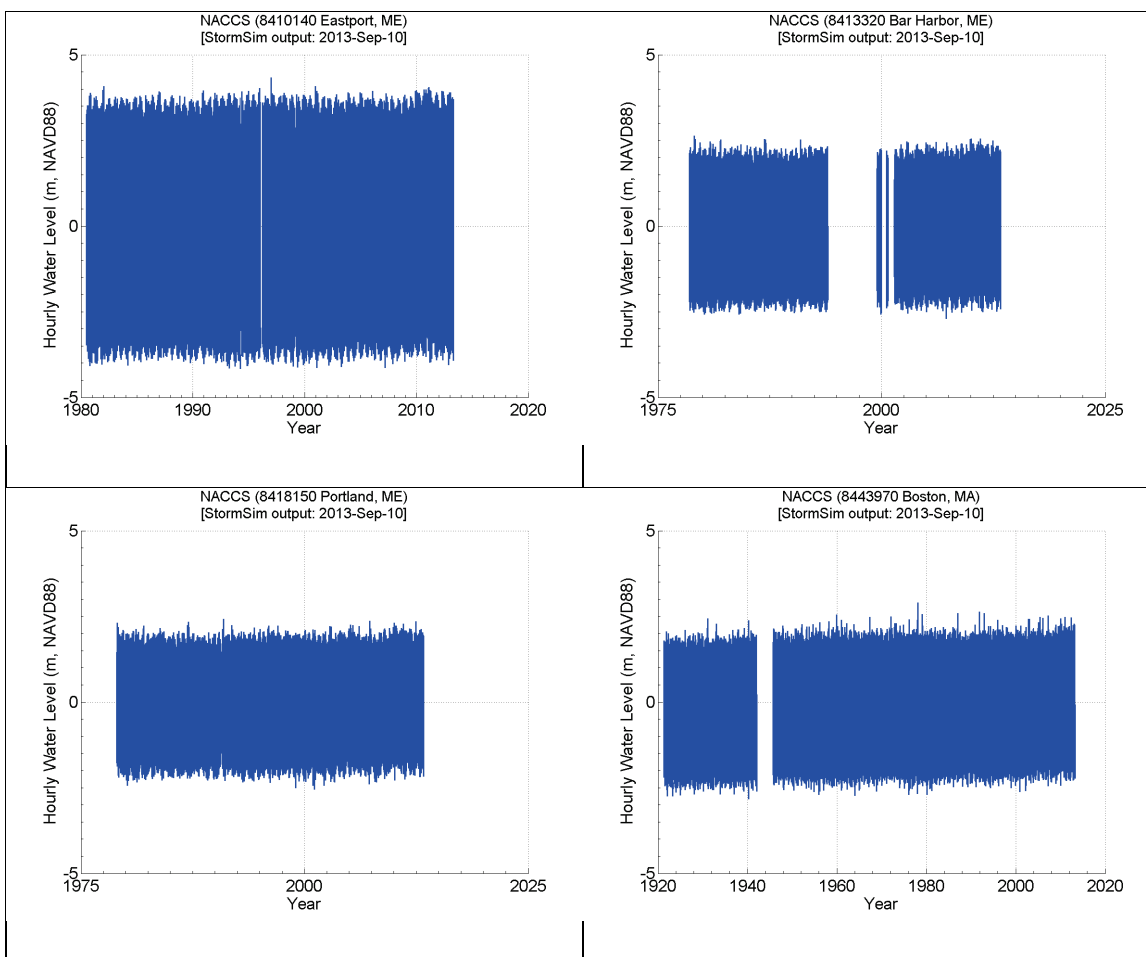 NACCS (8410140 Eastport, ME)
[StormSim output: 2013-Sep-10]
5
0
-5
Hourly Water Level (m, NAVD88)
1980 1990 2000 2010 2020
Year
NACCS (8413320 Bar Harbor, ME)
[StormSim output: 2013-Sep-10]
5
0
-5
Hourly Water Level (m, NAVD88)
1975 2000 2025
Year
NACCS (8418150 Portland, ME)
[StormSim output: 2013-Sep-10]
5
0
-5
Hourly Water Level (m, NAVD88)
1975 2000 2025
Year
NACCS (8443970 Boston, MA)
[StormSim output: 2013-Sep-10]
5
0
-5
Hourly Water Level (m, NAVD88)
1920 1940 1960 1980 2000 2020
Year